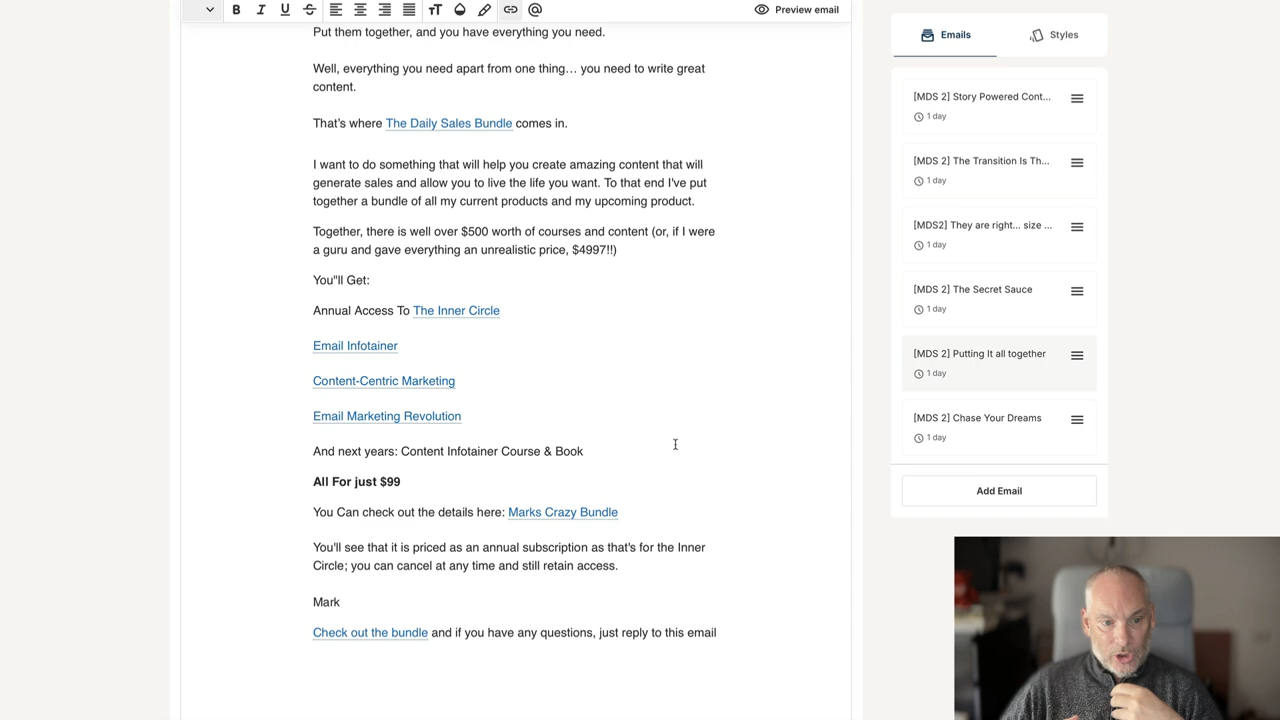 B I U S
Preview email
Put them together, and you have everything you need.
Well, everything you need apart from one thing… you need to write great
content.
That's where The Daily Sales Bundle comes in.
I want to do something that will help you create amazing content that will
generate sales and allow you to live the life you want. To that end I've put
together a bundle of all my current products and my upcoming product.
Together, there is well over $500 worth of courses and content (or, if I were
a guru and gave everything an unrealistic price, $4997!!)
You"ll Get:
Annual Access To The Inner Circle
Email Infotainer
Content-Centric Marketing
Email Marketing Revolution
And next years: Content Infotainer Course & Book
All For just $99
You Can check out the details here: Marks Crazy Bundle
You'll see that it is priced as an annual subscription as that's for the Inner
Circle; you can cancel at any time and still retain access.
Mark
Check out the bundle and if you have any questions, just reply to this email
Emails
Styles
[MDS 2] Story Powered Cont...
1 day
[MDS 2] The Transition Is Th...
1 day
[MDS2] They are right... size ...
1 day
[MDS 2] The Secret Sauce
1 day
[MDS 2] Putting It all together
1 day
[MDS 2] Chase Your Dreams
1 day
Add Email